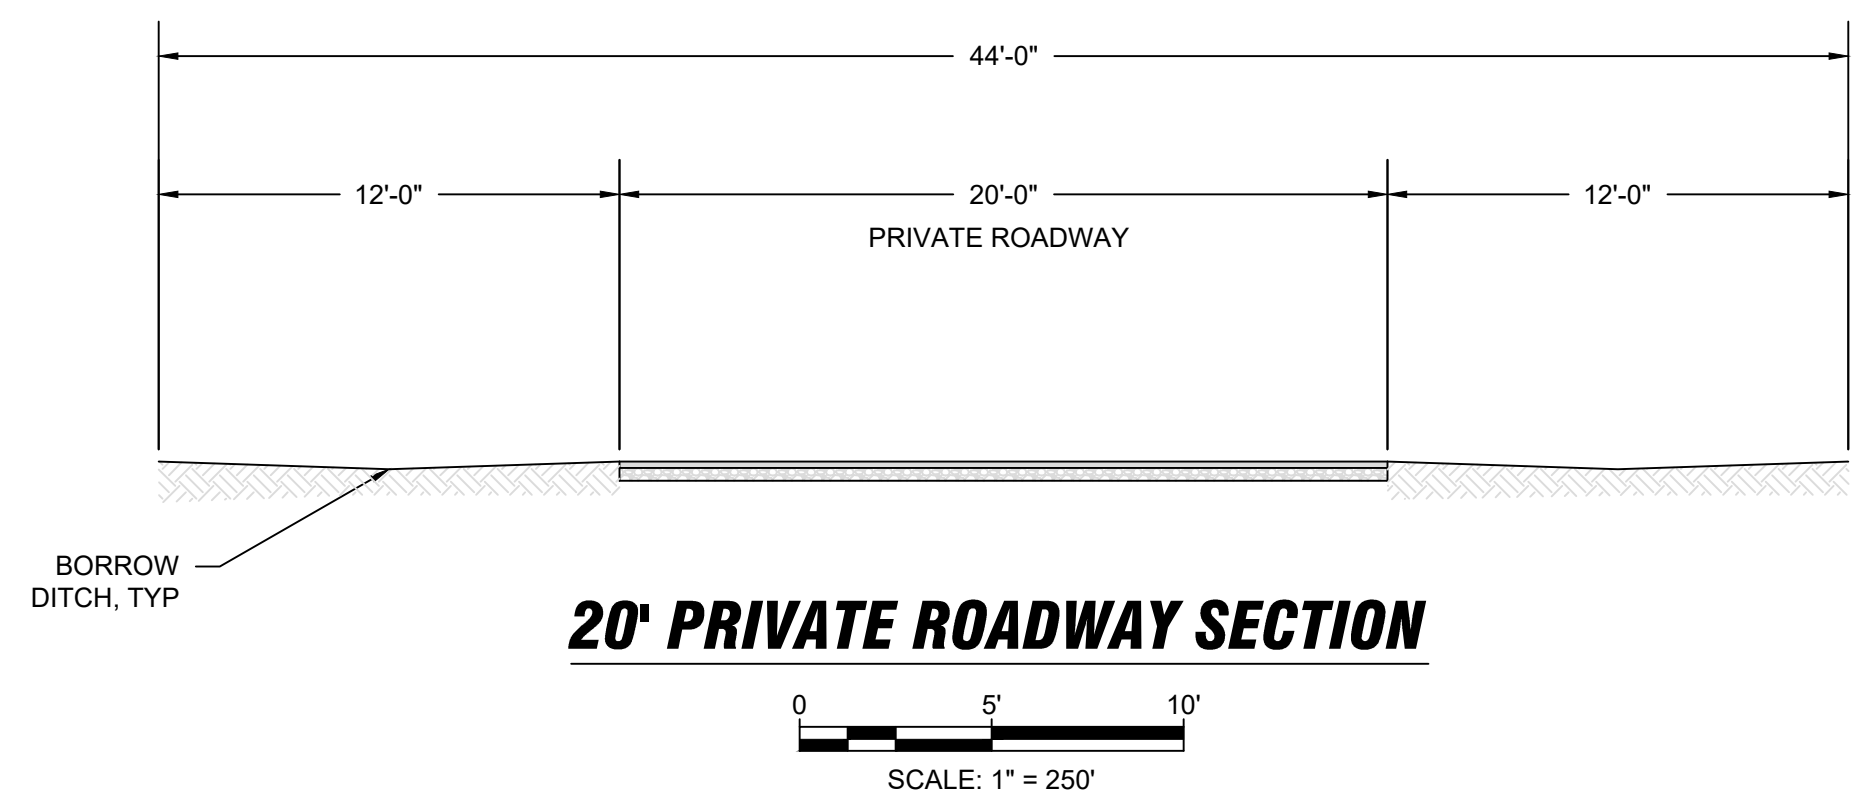 44'-0"
12'-0"
20'-0"
12'-0"
PRIVATE ROADWAY
BORROW
DITCH, TYP
20' PRIVATE ROADWAY SECTION
0
5'
10'
SCALE: 1" = 250'